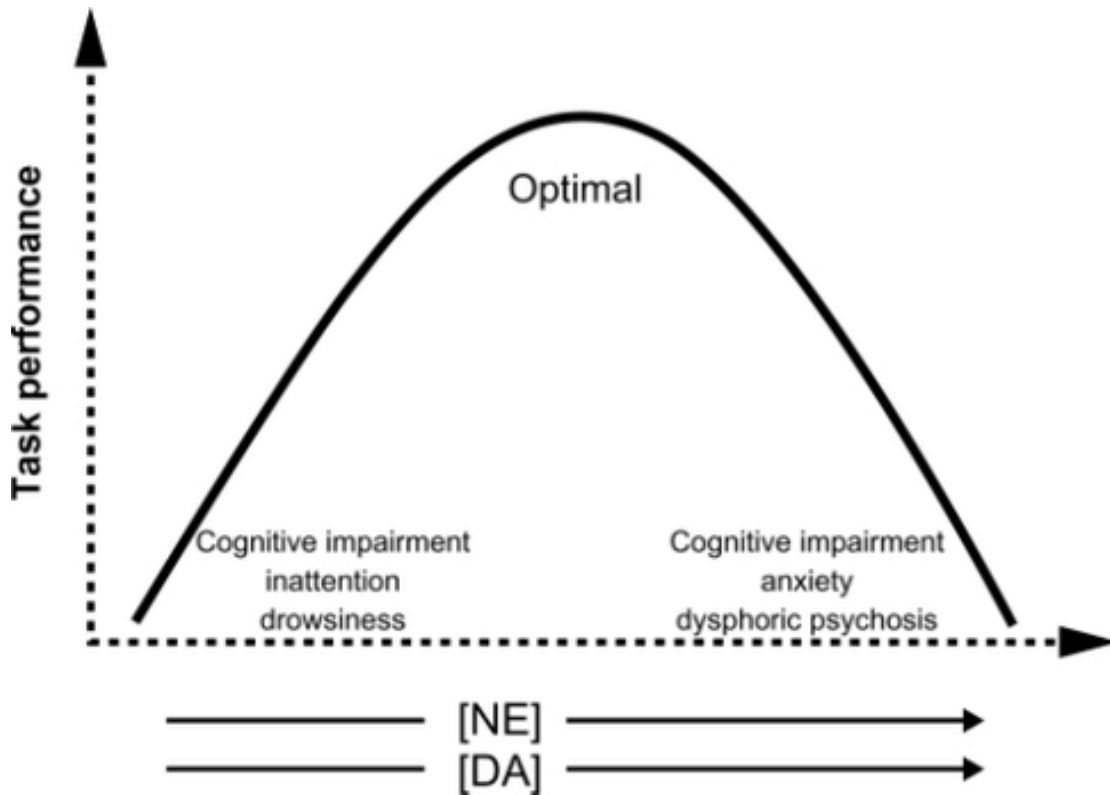 Task performance
Optimal
Cognitive impairment
inattention
drowsiness
Cognitive impairment
anxiety
dysphoric psychosis
[NE]
[DA]